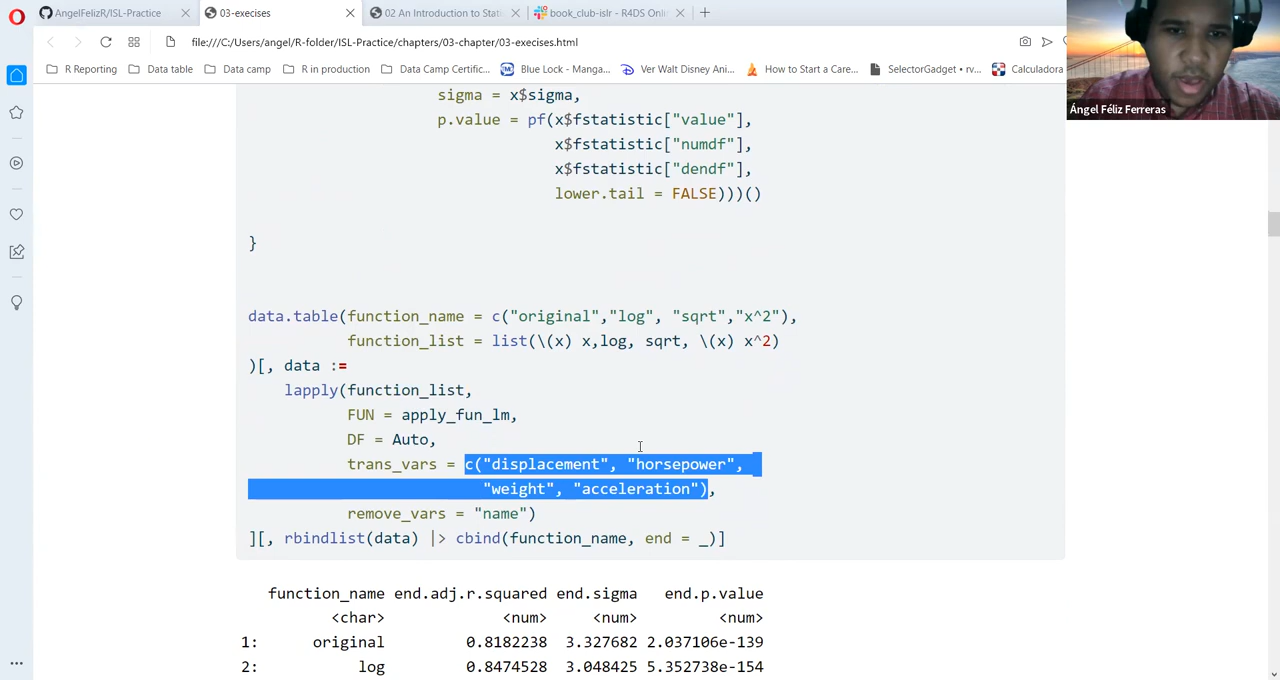 AngelFelizR/ISL-Practice
03-execises
02 An Introduction to Stati
book_club-islr - R4DS Onli
file:///C:/Users/angel/R-folder/ISL-Practice/chapters/03-chapter/03-execises.html
R Reporting
Data table
Data camp
R in production
Data Camp Certific...
Blue Lock - Manga...
Ver Walt Disney Ani...
How to Start a Care...
SelectorGadget • rv...
Calculadora
Ángel Féliz Ferreras
sigma = x$sigma,
p.value = pf(x$fstatistic["value"],
x$fstatistic["numdf"],
x$fstatistic["dendf"],
lower.tail = FALSE)))()
}
data.table(function_name = c("original","log", "sqrt","x^2"),
function_list = list(\(x) x,log, sqrt, \(x) x^2)
)[, data :=
lapply(function_list,
FUN = apply_fun_lm,
DF = Auto,
trans_vars = c("displacement", "horsepower",
"weight", "acceleration"),
remove_vars = "name")
][, rbindlist(data) |> cbind(function_name, end = _)]
function_name end.adj.r.squared end.sigma end.p.value
<char> <num> <num> <num>
1: original 0.8182238 3.327682 2.037106e-139
2: log 0.8474528 3.048425 5.352738e-154